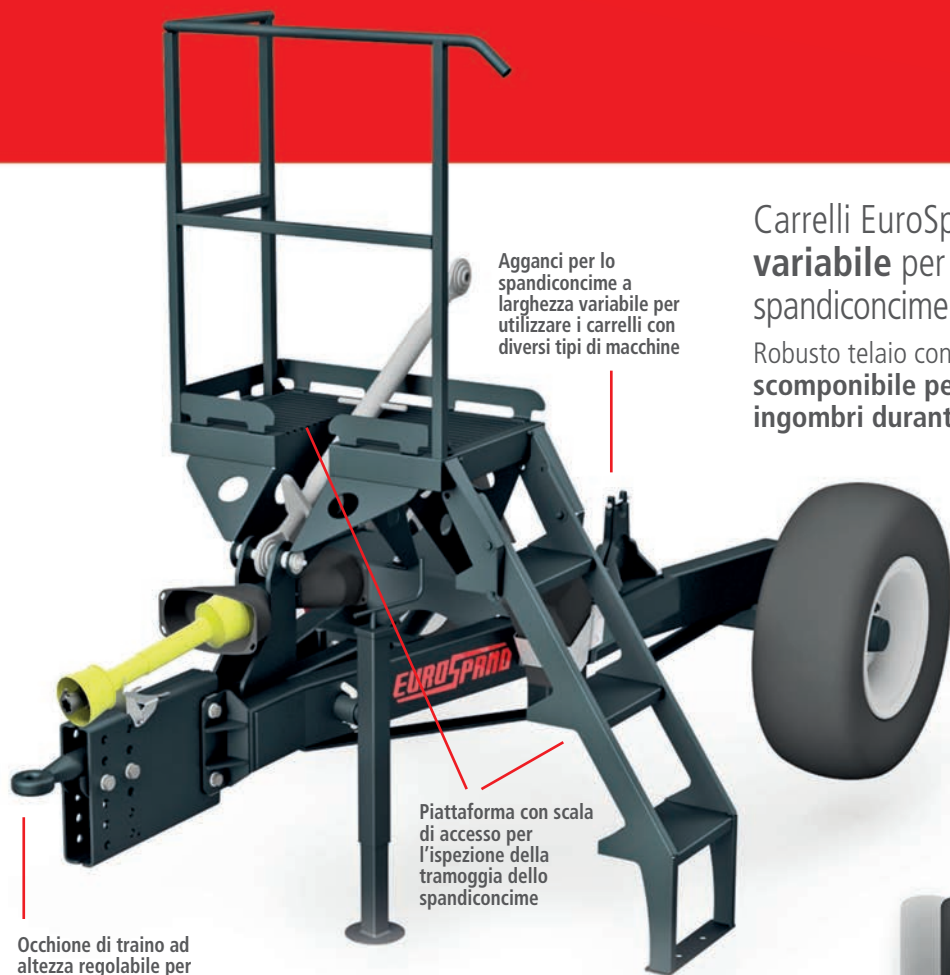 Carrelli EuroSp
variabile per
spandiconcime
Robusto telaio con
scomponibile pe
ingombri durant
Agganci per lo
spandiconcime a
larghezza variabile per
utilizzare i carrelli con
diversi tipi di macchine
EUROSPAND
Piattaforma con scala
di accesso per
l'ispezione della
tramoggia dello
spandiconcime
Occhione di traino ad
altezza regolabile per